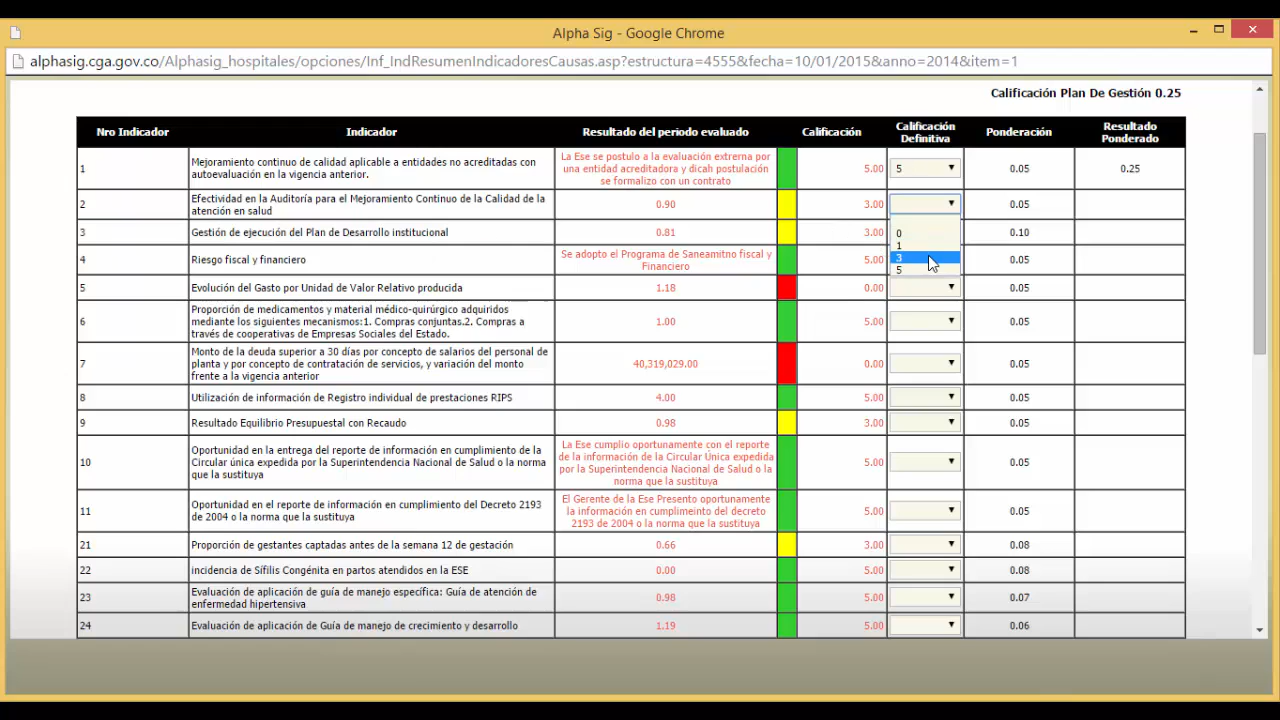 Alpha Sig - Google Chrome
alphasig.cga.gov.co/Alphasig_hospitales/opciones/Inf_IndResumenIndicadoresCausas.asp?estructura=4555&fecha=10/01/2015&anno=2014&item=1
Calificación Plan De Gestión 0.25
Nro Indicador
Indicador
Resultado del periodo evaluado
Calificación
Calificación
Definitiva
Ponderación
Resultado
Ponderado
1
Mejoramiento continuo de calidad aplicable a entidades no acreditadas con
autoevaluación en la vigencia anterior.
La Ese se postulo a la evaluación extrerna por
una entidad acreditadora y dicah postulación
se formalizo con un contrato
5.00
5
0.05
0.25
2
Efectividad en la Auditoría para el Mejoramiento Continuo de la Calidad de la
atención en salud
0.90
3.00
0.05
0
1
3
5
3
Gestión de ejecución del Plan de Desarrollo institucional
0.81
3.00
0.10
4
Riesgo fiscal y financiero
Se adopto el Programa de Saneamitno fiscal y
Financiero
5.00
0.05
5
Evolución del Gasto por Unidad de Valor Relativo producida
1.18
0.00
0.05
6
Proporción de medicamentos y material médico-quirúrgico adquiridos
mediante los siguientes mecanismos:1. Compras conjuntas.2. Compras a
través de cooperativas de Empresas Sociales del Estado.
1.00
5.00
0.05
7
Monto de la deuda superior a 30 días por concepto de salarios del personal de
planta y por concepto de contratación de servicios, y variación del monto
frente a la vigencia anterior
40,319,029.00
0.00
0.05
8
Utilización de información de Registro individual de prestaciones RIPS
4.00
5.00
0.05
9
Resultado Equilibrio Presupuestal con Recaudo
0.98
3.00
0.05
10
Oportunidad en la entrega del reporte de información en cumplimiento de la
Circular única expedida por la Superintendencia Nacional de Salud o la norma
que la sustituya
La Ese cumplio oportunamente con el reporte
de la información de la Circular Única expedida
por la Superintendencia Nacional de Salud o la
norma que la sustituya
5.00
0.05
11
Oportunidad en el reporte de información en cumplimiento del Decreto 2193
de 2004 o la norma que la sustituya
El Gerente de la Ese Presento oportunamente
la información en cumplimeinto del decreto
2193 de 2004 o la norma que la sustituya
5.00
0.05
21
Proporción de gestantes captadas antes de la semana 12 de gestación
0.66
3.00
0.08
22
incidencia de Sífilis Congénita en partos atendidos en la ESE
0.00
5.00
0.08
23
Evaluación de aplicación de guía de manejo específica: Guía de atención de
enfermedad hipertensiva
0.98
5.00
0.07
24
Evaluación de aplicación de Guía de manejo de crecimiento y desarrollo
1.19
5.00
0.06